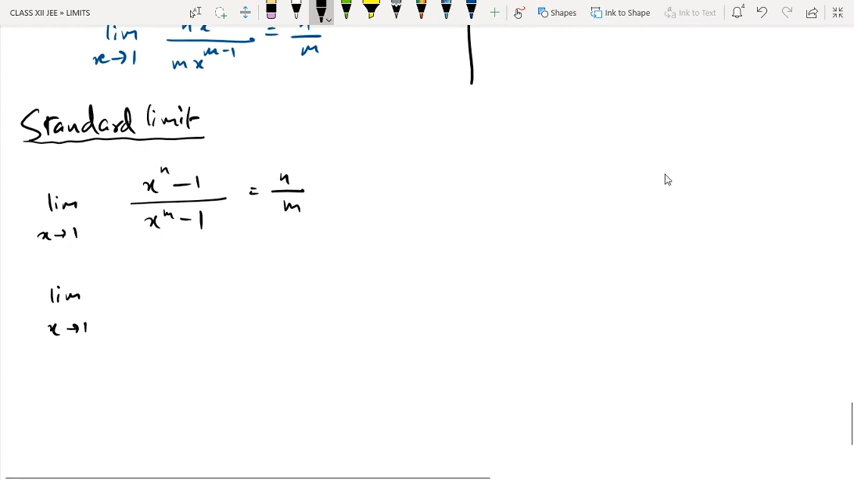 CLASS XII JEE » LIMITS
Shapes Ink to Shape Ink to Text
lim x→1 / mx^(m-1) = / m
Standard limit
lim x→1 (x^n - 1)/(x^m - 1) = n/m
lim x→1